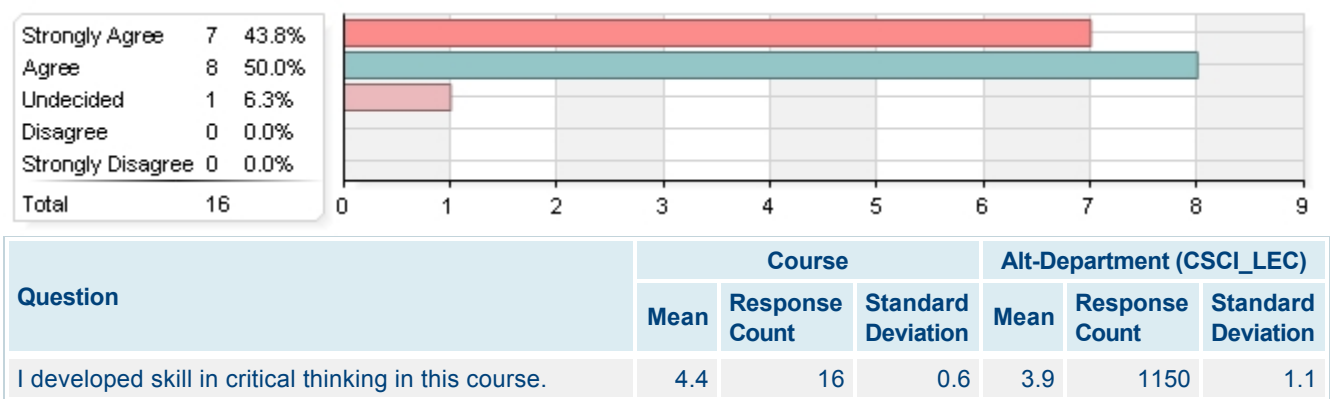 Strongly Agree 7 43.8%
Agree 8 50.0%
Undecided 1 6.3%
Disagree 0 0.0%
Strongly Disagree 0 0.0%
Total 16
0 1 2 3 4 5 6 7 8 9
Course Alt-Department (CSCI_LEC)
Question Mean Response Count Standard Deviation Mean Response Count Standard Deviation
I developed skill in critical thinking in this course. 4.4 16 0.6 3.9 1150 1.1